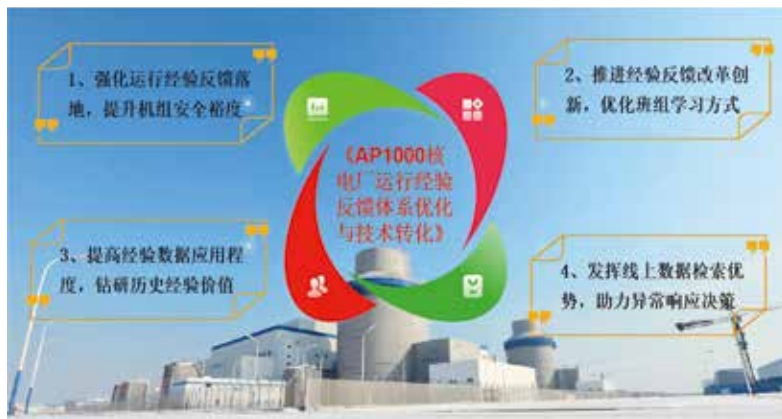 1、强化运行经验反馈落
地，提升机组安全裕度
2、推进经验反馈改革创
新，优化班组学习方式
《AP1000核
电厂运行经验
反馈体系优化
与技术转化》
3、提高经验数据应用程
度，钻研历史经验价值
4、发挥线上数据检索优
势，助力异常响应决策